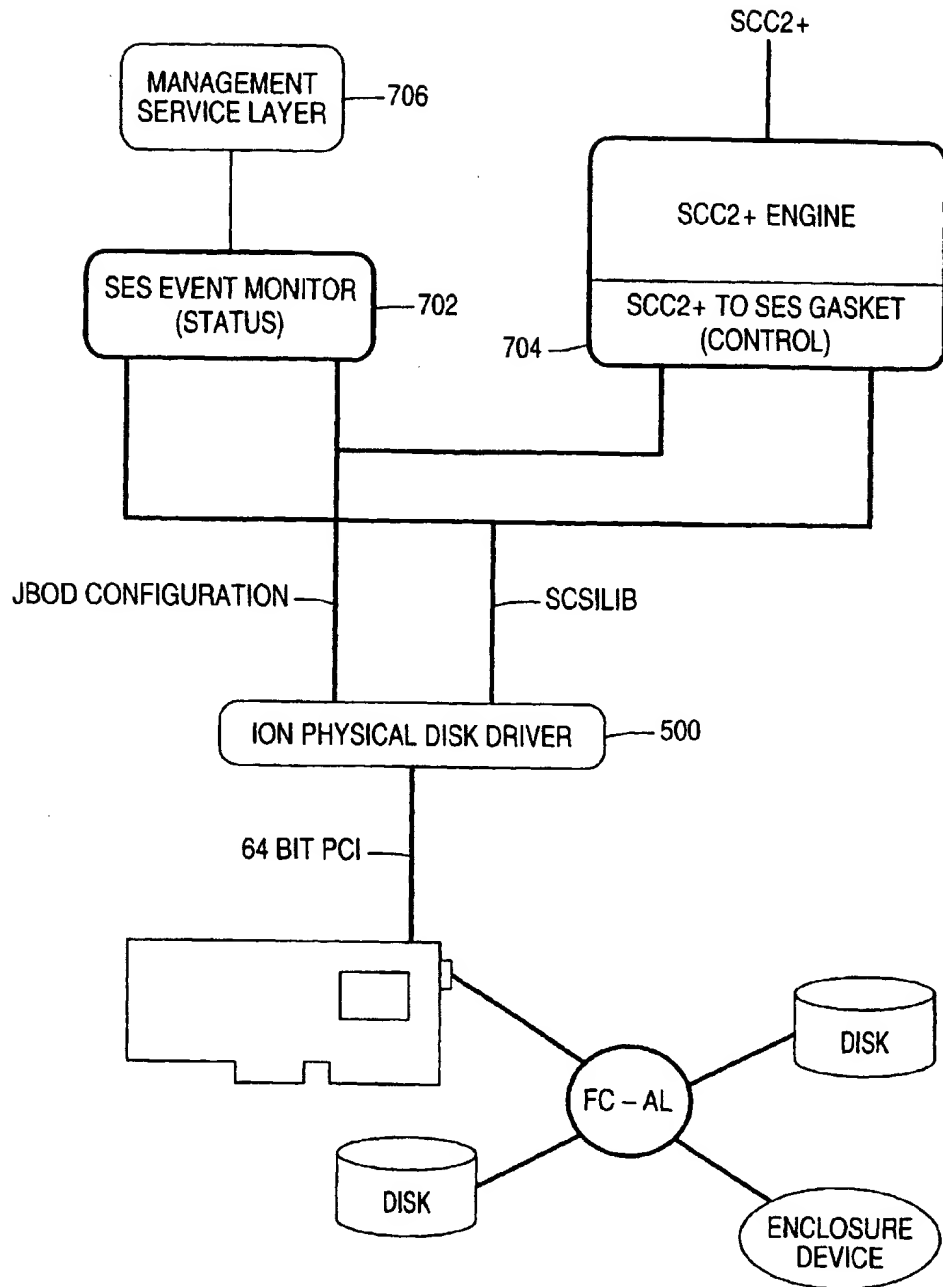 SCC2+
MANAGEMENT
SERVICE LAYER
706
SCC2+ ENGINE
SES EVENT MONITOR
(STATUS)
702
SCC2+ TO SES GASKET
(CONTROL)
704
JBOD CONFIGURATION
SCSILIB
ION PHYSICAL DISK DRIVER
500
64 BIT PCI
DISK
FC – AL
DISK
ENCLOSURE
DEVICE